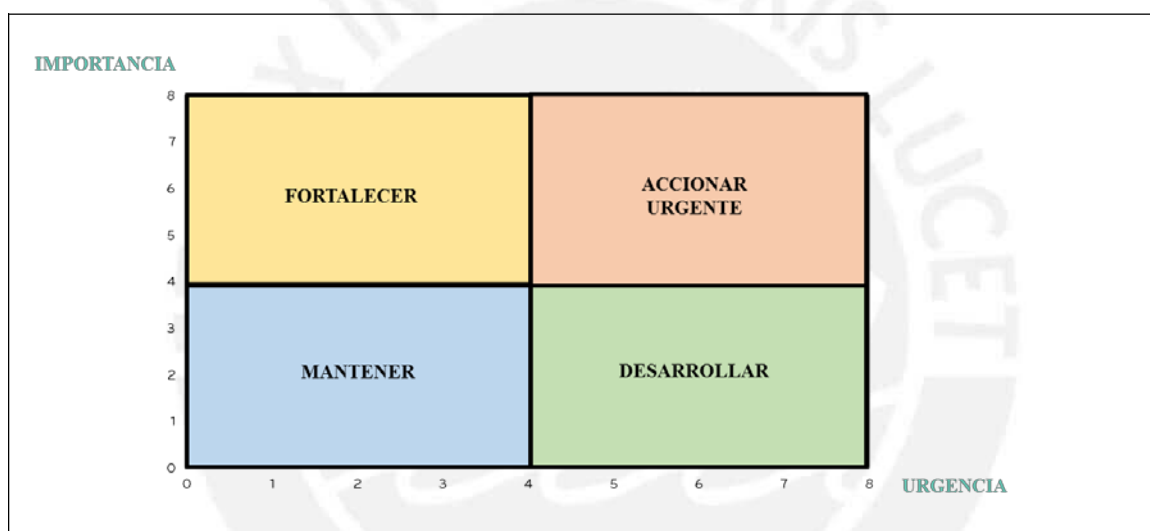 IMPORTANCIA
8
7
6
5
4
3
2
1
0
FORTALECER
ACCIONAR
URGENTE
MANTENER
DESARROLLAR
0 1 2 3 4 5 6 7 8
URGENCIA
LUCET